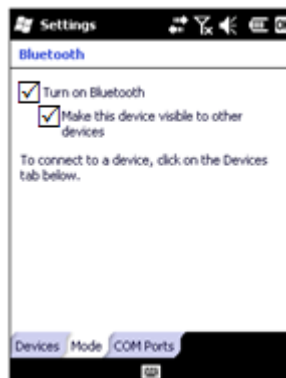 Settings
Bluetooth
Turn on Bluetooth
Make this device visible to other
devices
To connect to a device, click on the Devices
tab below.
Devices Mode COM Ports